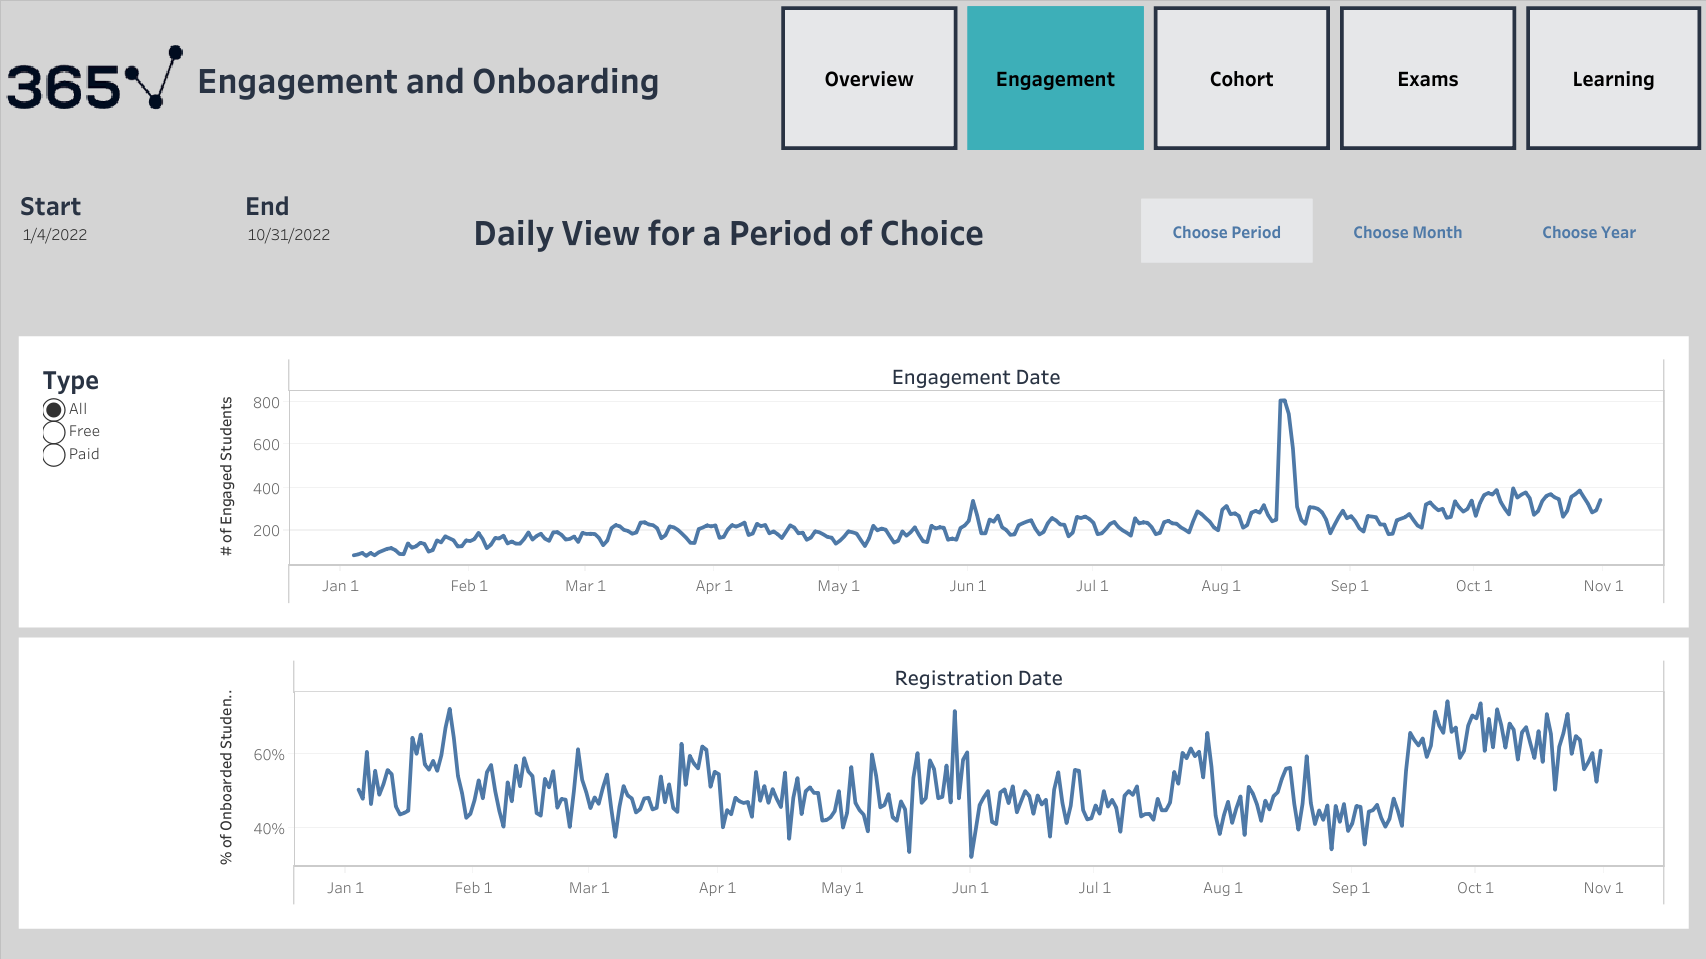 365
Engagement and Onboarding
Overview
Engagement
Cohort
Exams
Learning
Start
1/4/2022
End
10/31/2022
Daily View for a Period of Choice
Choose Period
Choose Month
Choose Year
Type
All
Free
Paid
Engagement Date
# of Engaged Students
800
600
400
200
Jan 1
Feb 1
Mar 1
Apr 1
May 1
Jun 1
Jul 1
Aug 1
Sep 1
Oct 1
Nov 1
Registration Date
% of Onboarded Studen..
60%
40%
Jan 1
Feb 1
Mar 1
Apr 1
May 1
Jun 1
Jul 1
Aug 1
Sep 1
Oct 1
Nov 1